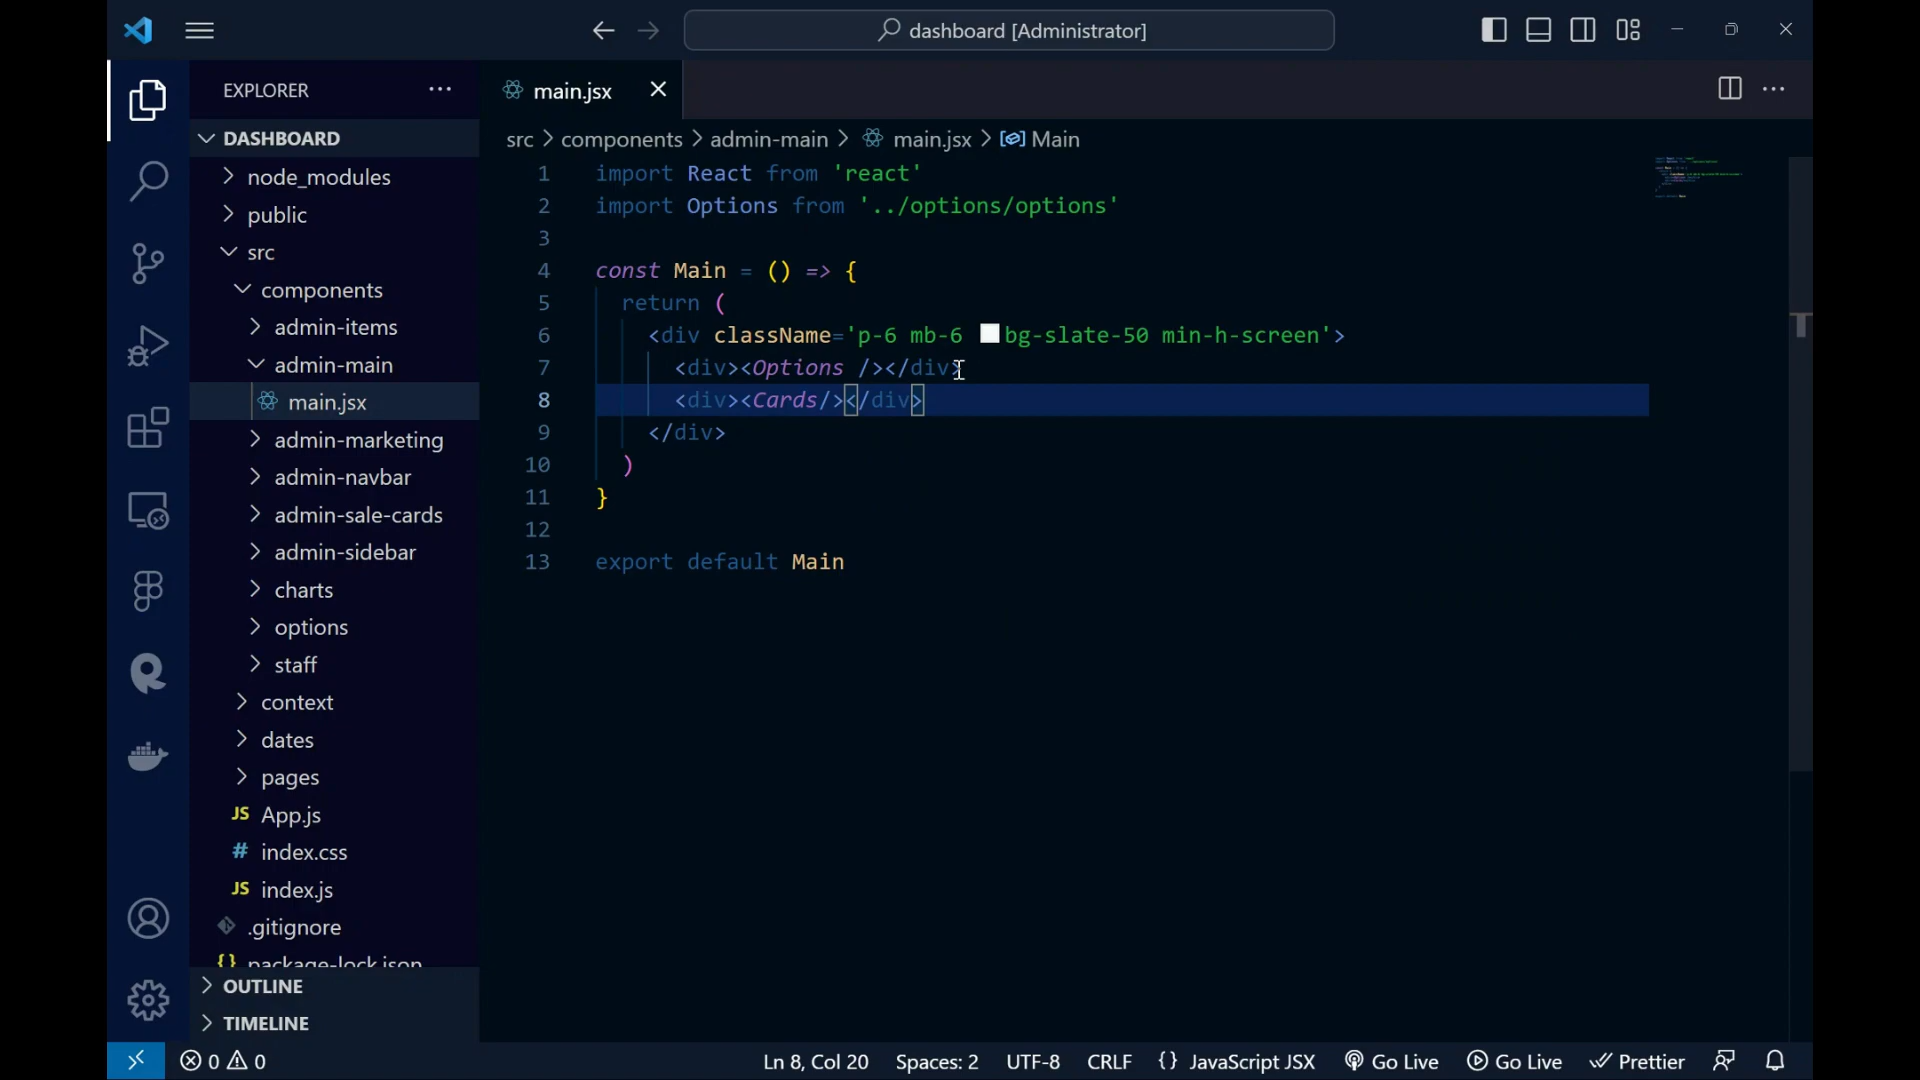 dashboard [Administrator]
EXPLORER
main.jsx
DASHBOARD
src > components > admin-main > main.jsx > Main
node_modules
public
src
components
admin-items
admin-main
main.jsx
admin-marketing
admin-navbar
admin-sale-cards
admin-sidebar
charts
options
staff
context
dates
pages
JS App.js
# index.css
JS index.js
.gitignore
{} package-lock.json
OUTLINE
TIMELINE
1 import React from 'react'
2 import Options from '../options/options'
3
4 const Main = () => {
5 return (
6 <div className='p-6 mb-6 bg-slate-50 min-h-screen'>
7 <div><Options /></div>
8 <div><Cards/></div>
9 </div>
10 )
11 }
12
13 export default Main
0 0 Ln 8, Col 20 Spaces: 2 UTF-8 CRLF {} JavaScript JSX Go Live Go Live Prettier